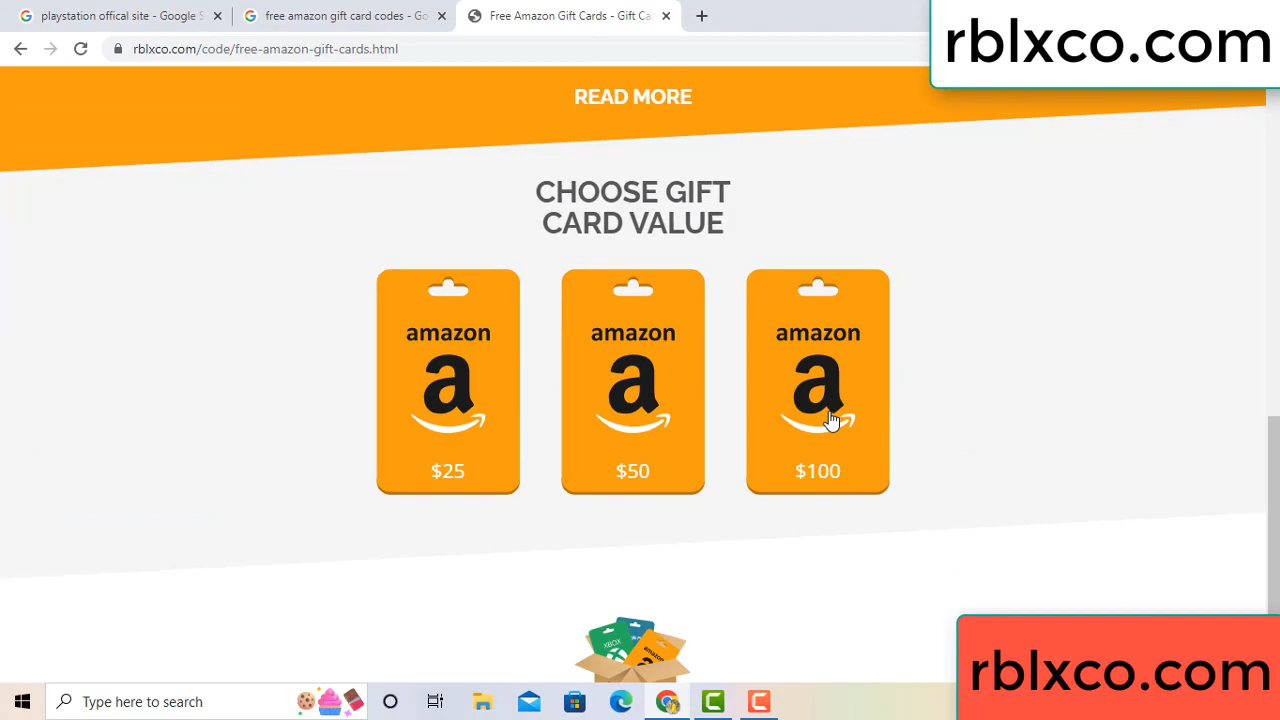 playstation offical site - Google S
free amazon gift card codes - Go
Free Amazon Gift Cards - Gift Ca
rblxco.com/code/free-amazon-gift-cards.html
rblxco.com
READ MORE
CHOOSE GIFT
CARD VALUE
amazon
a
$25
amazon
a
$50
amazon
a
$100
XBOX
rblxco.com
Type here to search